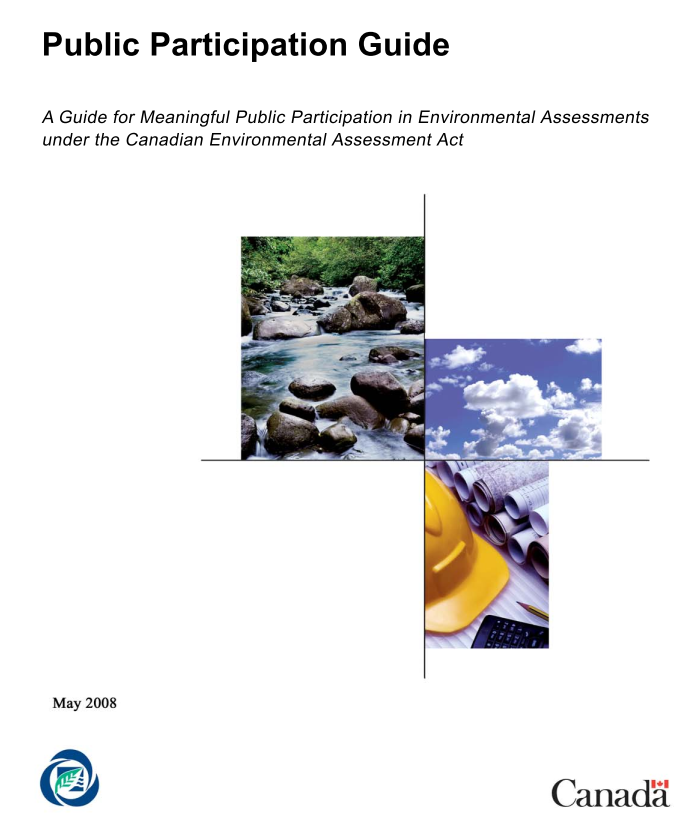 Public Participation Guide
A Guide for Meaningful Public Participation in Environmental Assessments
under the Canadian Environmental Assessment Act
May 2008
Canada